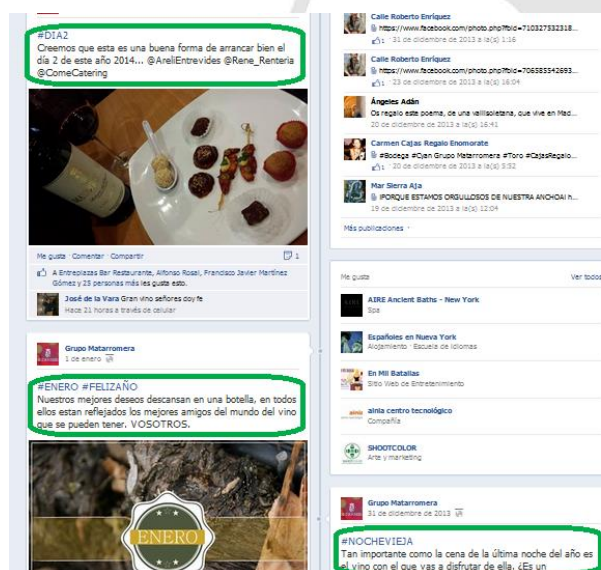 #DIA2
Creemos que esta es una buena forma de arrancar bien el
día 2 de este año 2014... @AreliEntrevides @Rene_Renteria
@ComeCatering
Me gusta · Comentar · Compartir
1
A Entreplazas Bar Restaurante, Alfonso Rosal, Francisco Javier Martínez
Gómez y 25 personas más les gusta esto.
José de la Vara Gran vino señores doy fe
Hace 21 horas a través de celular
Grupo Matarromera
1 de enero
#ENERO #FELIZAÑO
Nuestros mejores deseos descansan en una botella, en todos
ellos estan reflejados los mejores amigos del mundo del vino
que se pueden tener. VOSOTROS.
ENERO
Calle Roberto Enríquez
https://www.facebook.com/photo.php?fbid=710327532318...
1 · 31 de diciembre de 2013 a la(s) 1:16
Calle Roberto Enríquez
https://www.facebook.com/photo.php?fbid=706585542693...
1 · 23 de diciembre de 2013 a la(s) 16:04
Ángeles Adán
Os regalo este poema, de una vallisoletana, que vive en Mad...
20 de diciembre de 2013 a la(s) 16:41
Carmen Cajas Regalo Enomorate
#Bodega #Cyan Grupo Matarromera #Toro #CajasRegalo...
1 · 20 de diciembre de 2013 a la(s) 5:52
Mar Sierra Aja
¡PORQUE ESTAMOS ORGULLOSOS DE NUESTRA ANCHOA! h...
19 de diciembre de 2013 a la(s) 12:04
Más publicaciones
Me gusta
Ver todos
AIRE Ancient Baths - New York
Spa
Españoles en Nueva York
Alojamiento · Escuela de idiomas
En Mil Batallas
Sitio Web de Entretenimiento
ainia centro tecnológico
Compañía
SHOOTCOLOR
Arte y marketing
Grupo Matarromera
31 de diciembre de 2013
#NOCHEVIEJA
Tan importante como la cena de la última noche del año es
el vino con el que vas a disfrutar de ella. ¿Es un